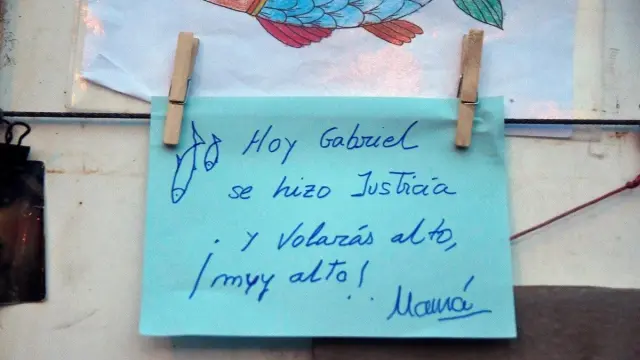 Hoy Gabriel
se hizo Justicia
. y Volarás alto,
¡muy alto!
Mamá